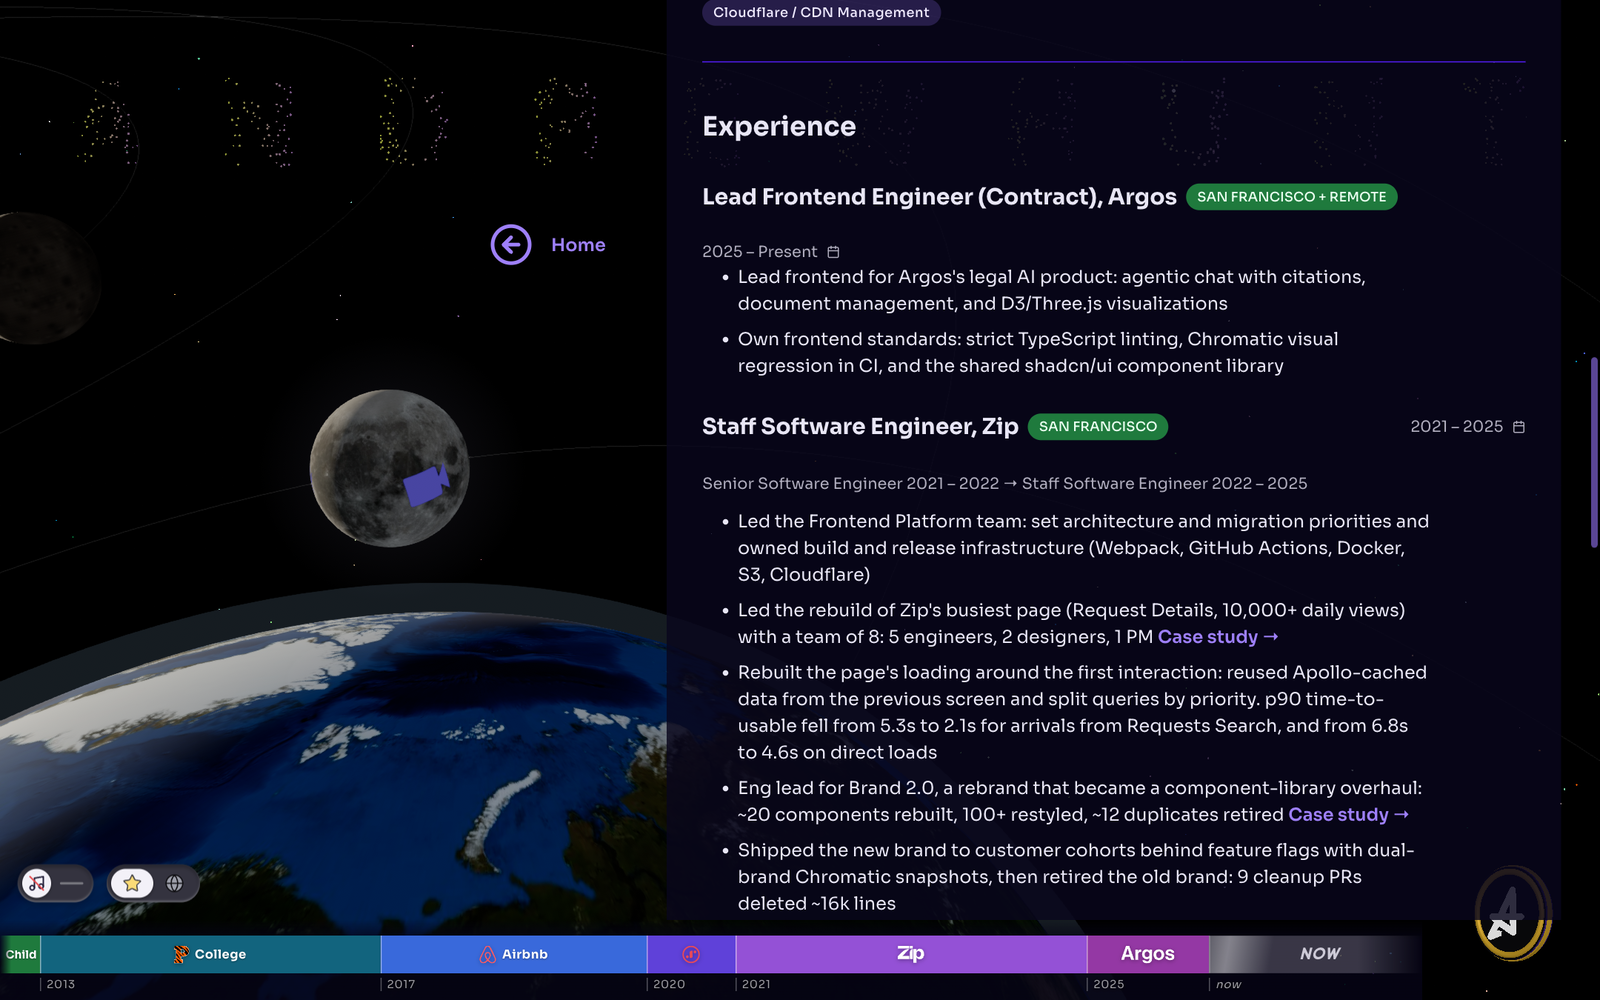 Cloudflare / CDN Management
Experience
Lead Frontend Engineer (Contract), Argos
SAN FRANCISCO + REMOTE
Home
2025 – Present
• Lead frontend for Argos's legal AI product: agentic chat with citations,
document management, and D3/Three.js visualizations
• Own frontend standards: strict TypeScript linting, Chromatic visual
regression in CI, and the shared shadcn/ui component library
Staff Software Engineer, Zip
SAN FRANCISCO
2021 – 2025
Senior Software Engineer 2021 – 2022 → Staff Software Engineer 2022 – 2025
• Led the Frontend Platform team: set architecture and migration priorities and
owned build and release infrastructure (Webpack, GitHub Actions, Docker,
S3, Cloudflare)
• Led the rebuild of Zip's busiest page (Request Details, 10,000+ daily views)
with a team of 8: 5 engineers, 2 designers, 1 PM Case study →
• Rebuilt the page's loading around the first interaction: reused Apollo-cached
data from the previous screen and split queries by priority. p90 time-to-
usable fell from 5.3s to 2.1s for arrivals from Requests Search, and from 6.8s
to 4.6s on direct loads
• Eng lead for Brand 2.0, a rebrand that became a component-library overhaul:
~20 components rebuilt, 100+ restyled, ~12 duplicates retired Case study →
• Shipped the new brand to customer cohorts behind feature flags with dual-
brand Chromatic snapshots, then retired the old brand: 9 cleanup PRs
deleted ~16k lines
Child
College
Airbnb
Zip
Argos
NOW
2013
2017
2020
2021
2025
now